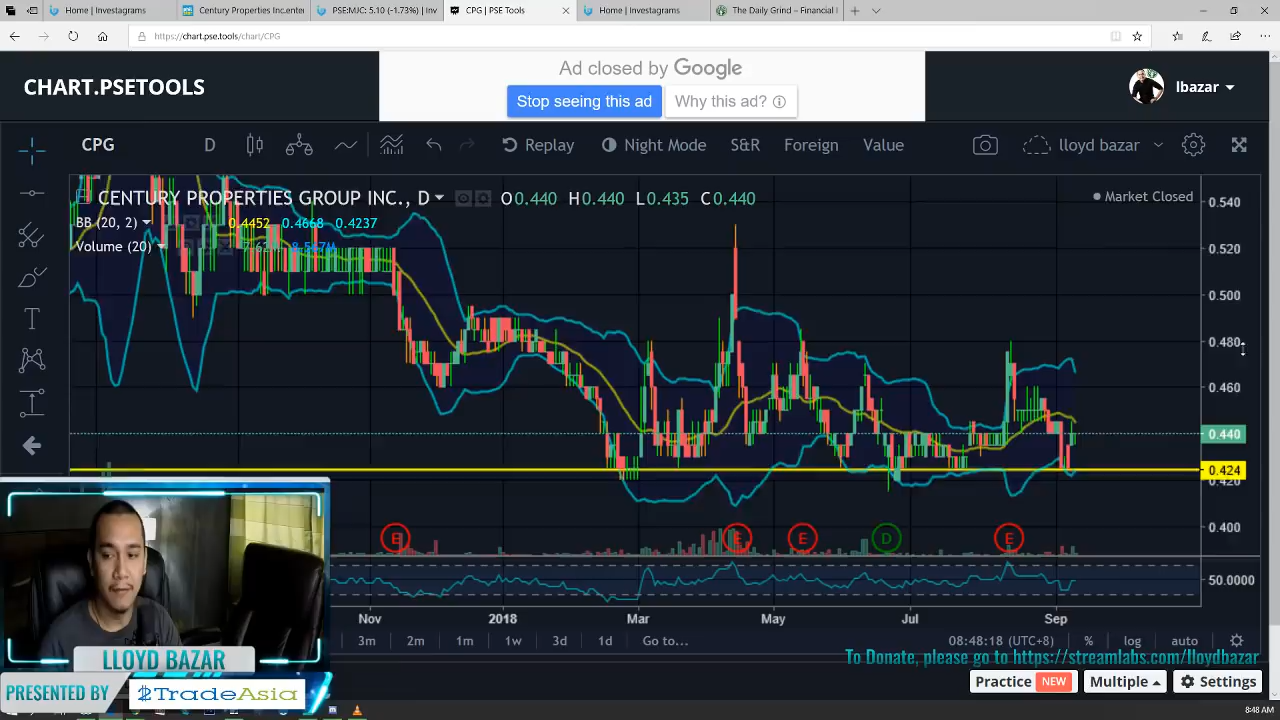 Home | Investagrams
Century Properties Inc.enter
PSE:MJC: 5.10 (-1.73%) | Inv
CPG | PSE Tools
Home | Investagrams
The Daily Grind – Financial
https://chart.pse.tools/chart/CPG
CHART.PSETOOLS
Ad closed by Google
Stop seeing this ad
Why this ad?
lbazar
CPG
D
Replay
Night Mode
S&R
Foreign
Value
lloyd bazar
CENTURY PROPERTIES GROUP INC., D
O0.440 H0.440 L0.435 C0.440
Market Closed
BB (20, 2)
0.4452 0.4668 0.4237
Volume (20)
0.540
0.520
0.500
0.480
0.460
0.440
0.424
0.420
0.400
T
E
E
E
D
E
50.0000
Nov
2018
Mar
May
Jul
Sep
3m
2m
1m
1w
3d
1d
Go to...
08:48:18 (UTC+8)
%
log
auto
To Donate, please go to https://streamlabs.com/lloydbazar
LLOYD BAZAR
PRESENTED BY
TradeAsia
Practice NEW
Multiple
Settings
8:48 AM